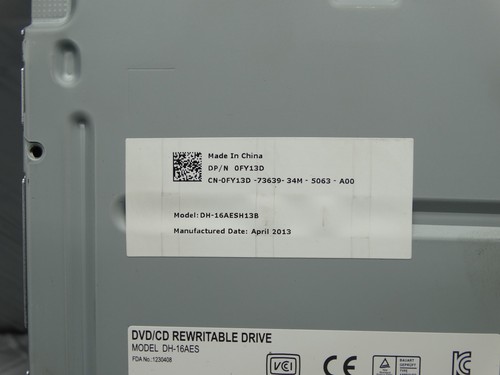 Made In China
DP/N 0FY13D
CN-0FY13D -73639- 34M - 5063 - A00
Model: DH-16AESH13B
Manufactured Date: April 2013
DVD/CD REWRITABLE DRIVE
MODEL DH-16AES
FDA No.:1230408
VCI
CE